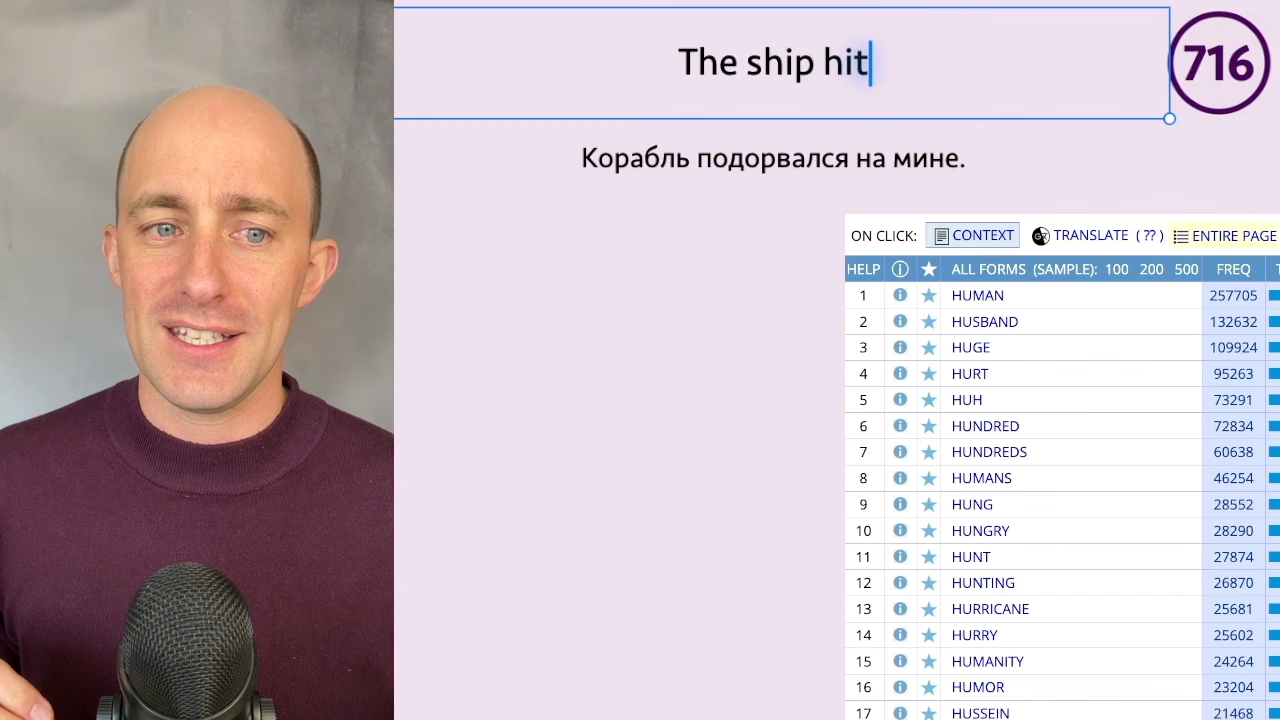 The ship hit
716
Корабль подорвался на мине.
ON CLICK: CONTEXT TRANSLATE ( ?? ) ENTIRE PAGE
HELP ALL FORMS (SAMPLE): 100 200 500 FREQ
1 HUMAN 257705
2 HUSBAND 132632
3 HUGE 109924
4 HURT 95263
5 HUH 73291
6 HUNDRED 72834
7 HUNDREDS 60638
8 HUMANS 46254
9 HUNG 28552
10 HUNGRY 28290
11 HUNT 27874
12 HUNTING 26870
13 HURRICANE 25681
14 HURRY 25602
15 HUMANITY 24264
16 HUMOR 23204
17 HUSSEIN 21468